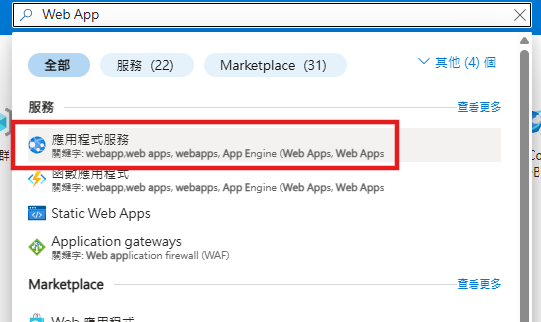 Web App
全部
服務 (22)
Marketplace (31)
其他 (4) 個
服務
查看更多
應用程式服務
關鍵字: webapp.web apps, webapps, App Engine (Web Apps, Web Apps
函數應用程式
關鍵字: webapp.web apps, webapps, App Engine (Web Apps, Web Apps
Static Web Apps
Application gateways
關鍵字: Web application firewall (WAF)
Marketplace
查看更多
Web 應用程式
群
Co